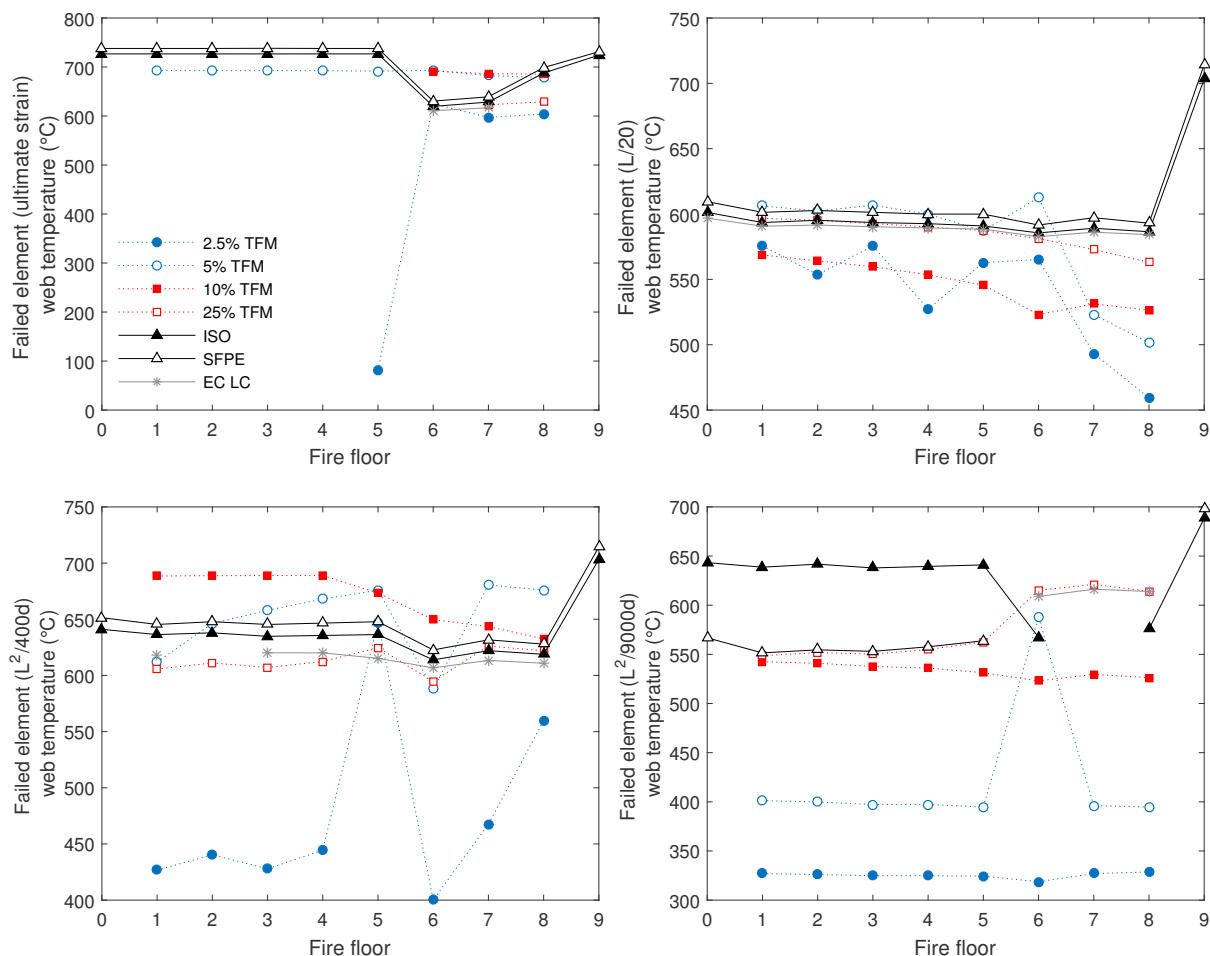 800
700
600
500
400
300
200
100
0
Failed element (ultimate strain)
web temperature (°C)
2.5% TFM
5% TFM
10% TFM
25% TFM
ISO
SFPE
EC LC
0 1 2 3 4 5 6 7 8 9
Fire floor
750
700
650
600
550
500
450
Failed element (L/20)
web temperature (°C)
0 1 2 3 4 5 6 7 8 9
Fire floor
750
700
650
600
550
500
450
400
Failed element (L²/400d)
web temperature (°C)
0 1 2 3 4 5 6 7 8 9
Fire floor
700
650
600
550
500
450
400
350
300
Failed element (L²/9000d)
web temperature (°C)
0 1 2 3 4 5 6 7 8 9
Fire floor